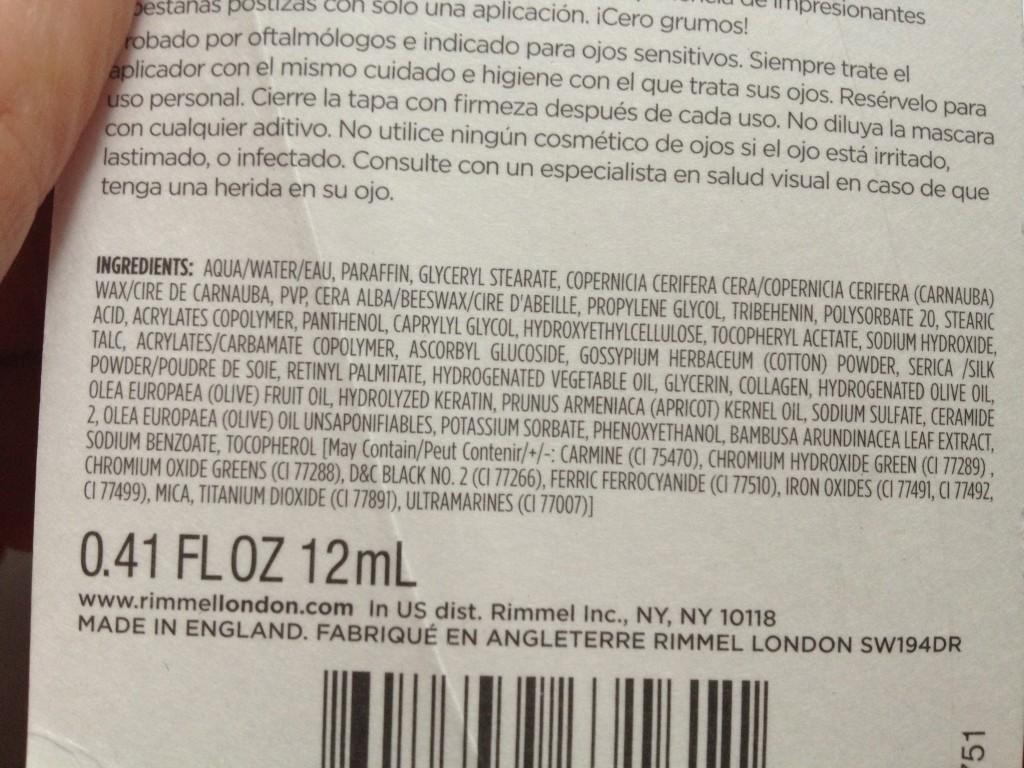 de impresionantes
pestañas postizas con solo una aplicación. ¡Cero grumos!
robado por oftalmólogos e indicado para ojos sensitivos. Siempre trate el
aplicador con el mismo cuidado e higiene con el que trata sus ojos. Resérvelo para
uso personal. Cierre la tapa con firmeza después de cada uso. No diluya la mascara
con cualquier aditivo. No utilice ningún cosmético de ojos si el ojo está irritado,
lastimado, o infectado. Consulte con un especialista en salud visual en caso de que
tenga una herida en su ojo.
INGREDIENTS: AQUA/WATER/EAU, PARAFFIN, GLYCERYL STEARATE, COPERNICIA CERIFERA CERA/COPERNICIA CERIFERA (CARNAUBA)
WAX/CIRE DE CARNAUBA, PVP, CERA ALBA/BEESWAX/CIRE D'ABEILLE, PROPYLENE GLYCOL, TRIBEHENIN, POLYSORBATE 20, STEARIC
ACID, ACRYLATES COPOLYMER, PANTHENOL, CAPRYLYL GLYCOL, HYDROXYETHYLCELLULOSE, TOCOPHERYL ACETATE, SODIUM HYDROXIDE,
TALC, ACRYLATES/CARBAMATE COPOLYMER, ASCORBYL GLUCOSIDE, GOSSYPIUM HERBACEUM (COTTON) POWDER, SERICA /SILK
POWDER/POUDRE DE SOIE, RETINYL PALMITATE, HYDROGENATED VEGETABLE OIL, GLYCERIN, COLLAGEN, HYDROGENATED OLIVE OIL,
OLEA EUROPAEA (OLIVE) FRUIT OIL, HYDROLYZED KERATIN, PRUNUS ARMENIACA (APRICOT) KERNEL OIL, SODIUM SULFATE, CERAMIDE
2, OLEA EUROPAEA (OLIVE) OIL UNSAPONIFIABLES, POTASSIUM SORBATE, PHENOXYETHANOL, BAMBUSA ARUNDINACEA LEAF EXTRACT,
SODIUM BENZOATE, TOCOPHEROL [May Contain/Peut Contenir/+/-: CARMINE (CI 75470), CHROMIUM HYDROXIDE GREEN (CI 77289) ,
CHROMIUM OXIDE GREENS (CI 77288), D&C BLACK NO. 2 (CI 77266), FERRIC FERROCYANIDE (CI 77510), IRON OXIDES (CI 77491, CI 77492,
CI 77499), MICA, TITANIUM DIOXIDE (CI 77891), ULTRAMARINES (CI 77007)]
0.41 FL OZ 12mL
www.rimmellondon.com In US dist. Rimmel Inc., NY, NY 10118
MADE IN ENGLAND. FABRIQUÉ EN ANGLETERRE RIMMEL LONDON SW194DR
751